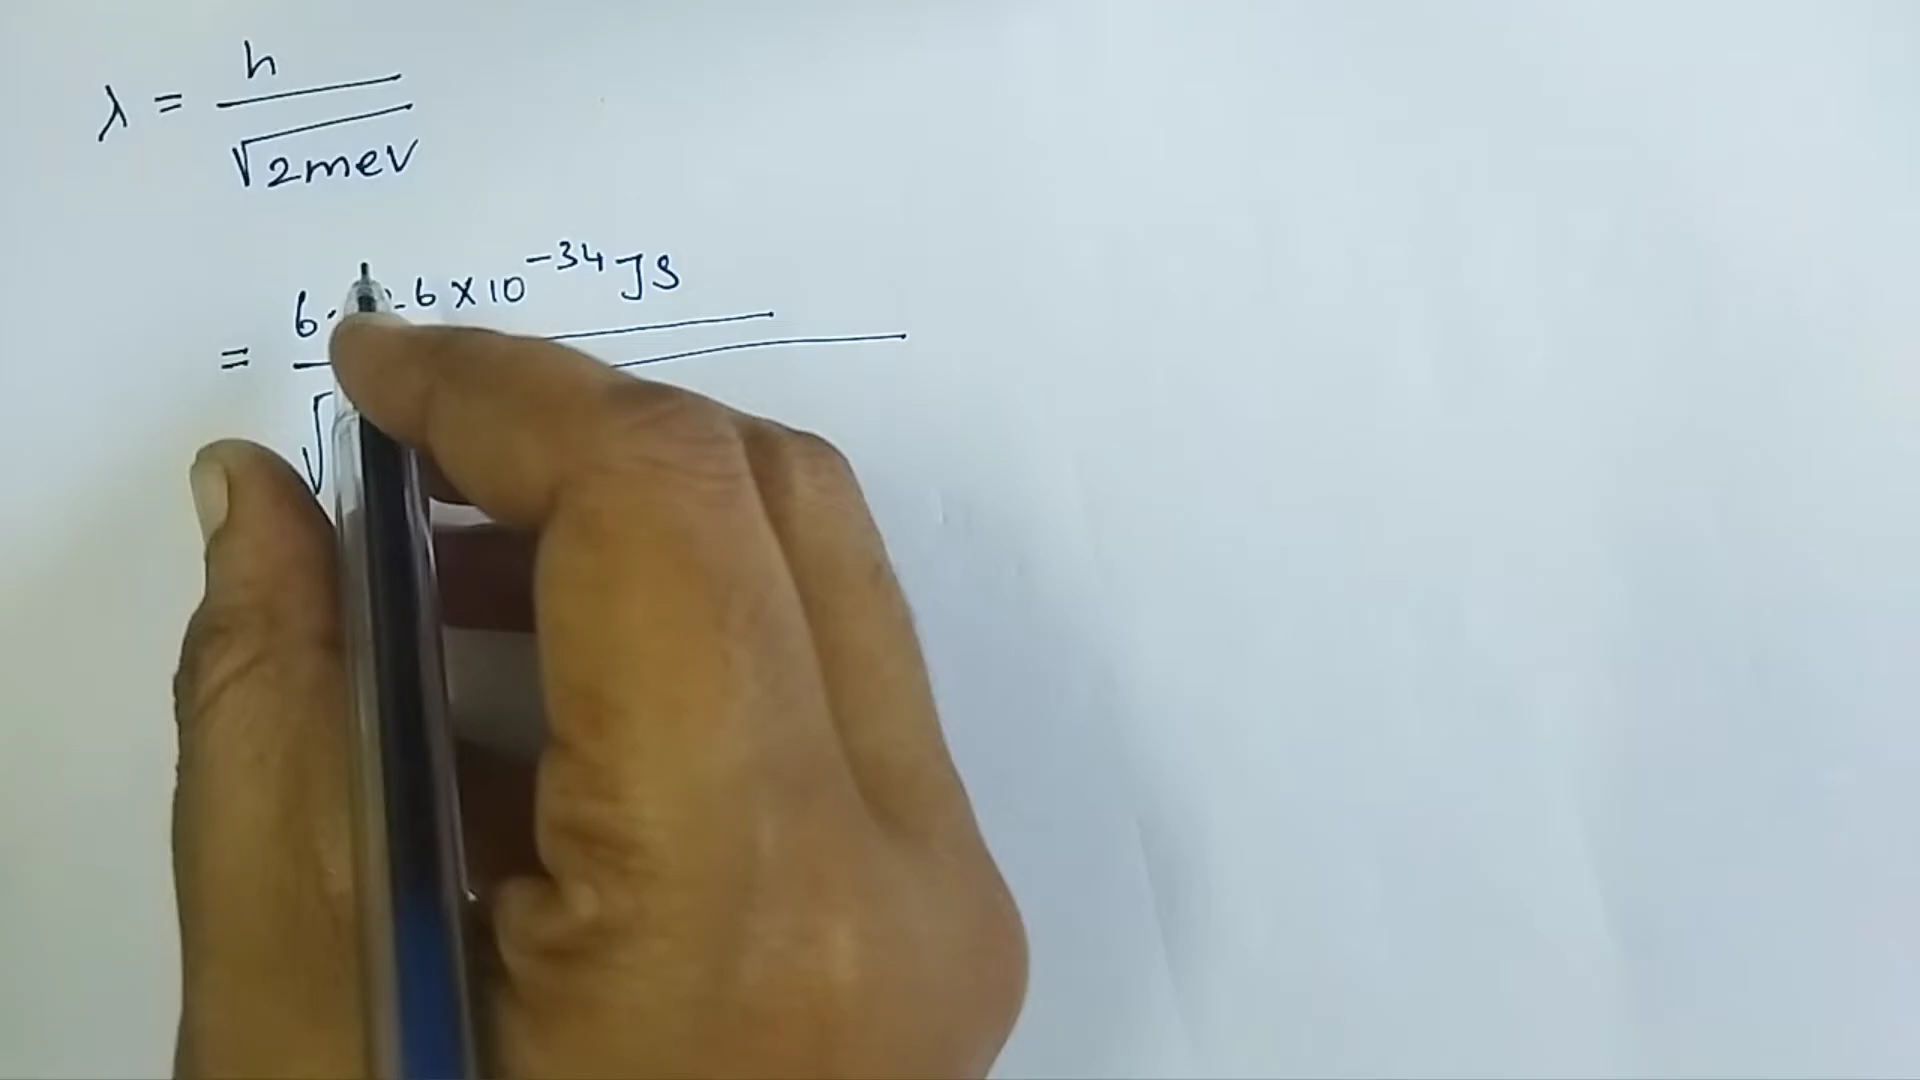 λ = h / √2meV
= 6. 6 × 10⁻³⁴ JS / √